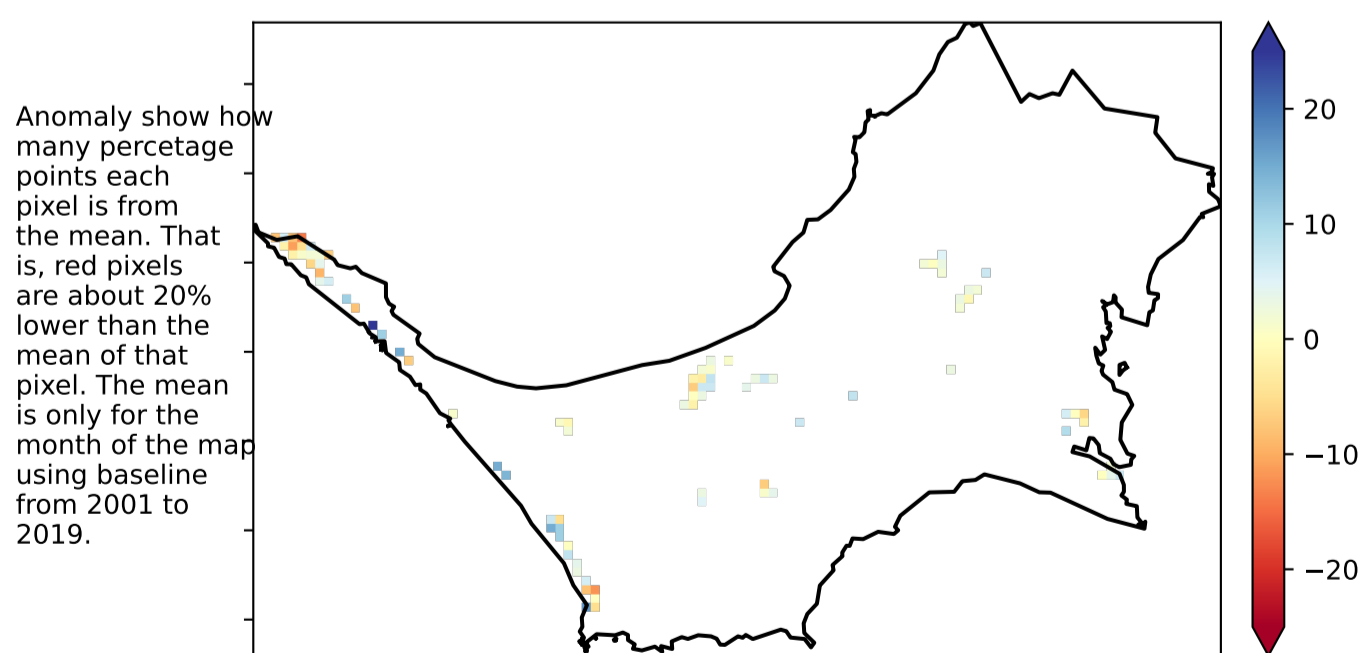 Anomaly show how
many percetage
points each
pixel is from
the mean. That
is, red pixels
are about 20%
lower than the
mean of that
pixel. The mean
is only for the
month of the map
using baseline
from 2001 to
2019.
20
10
0
−10
−20